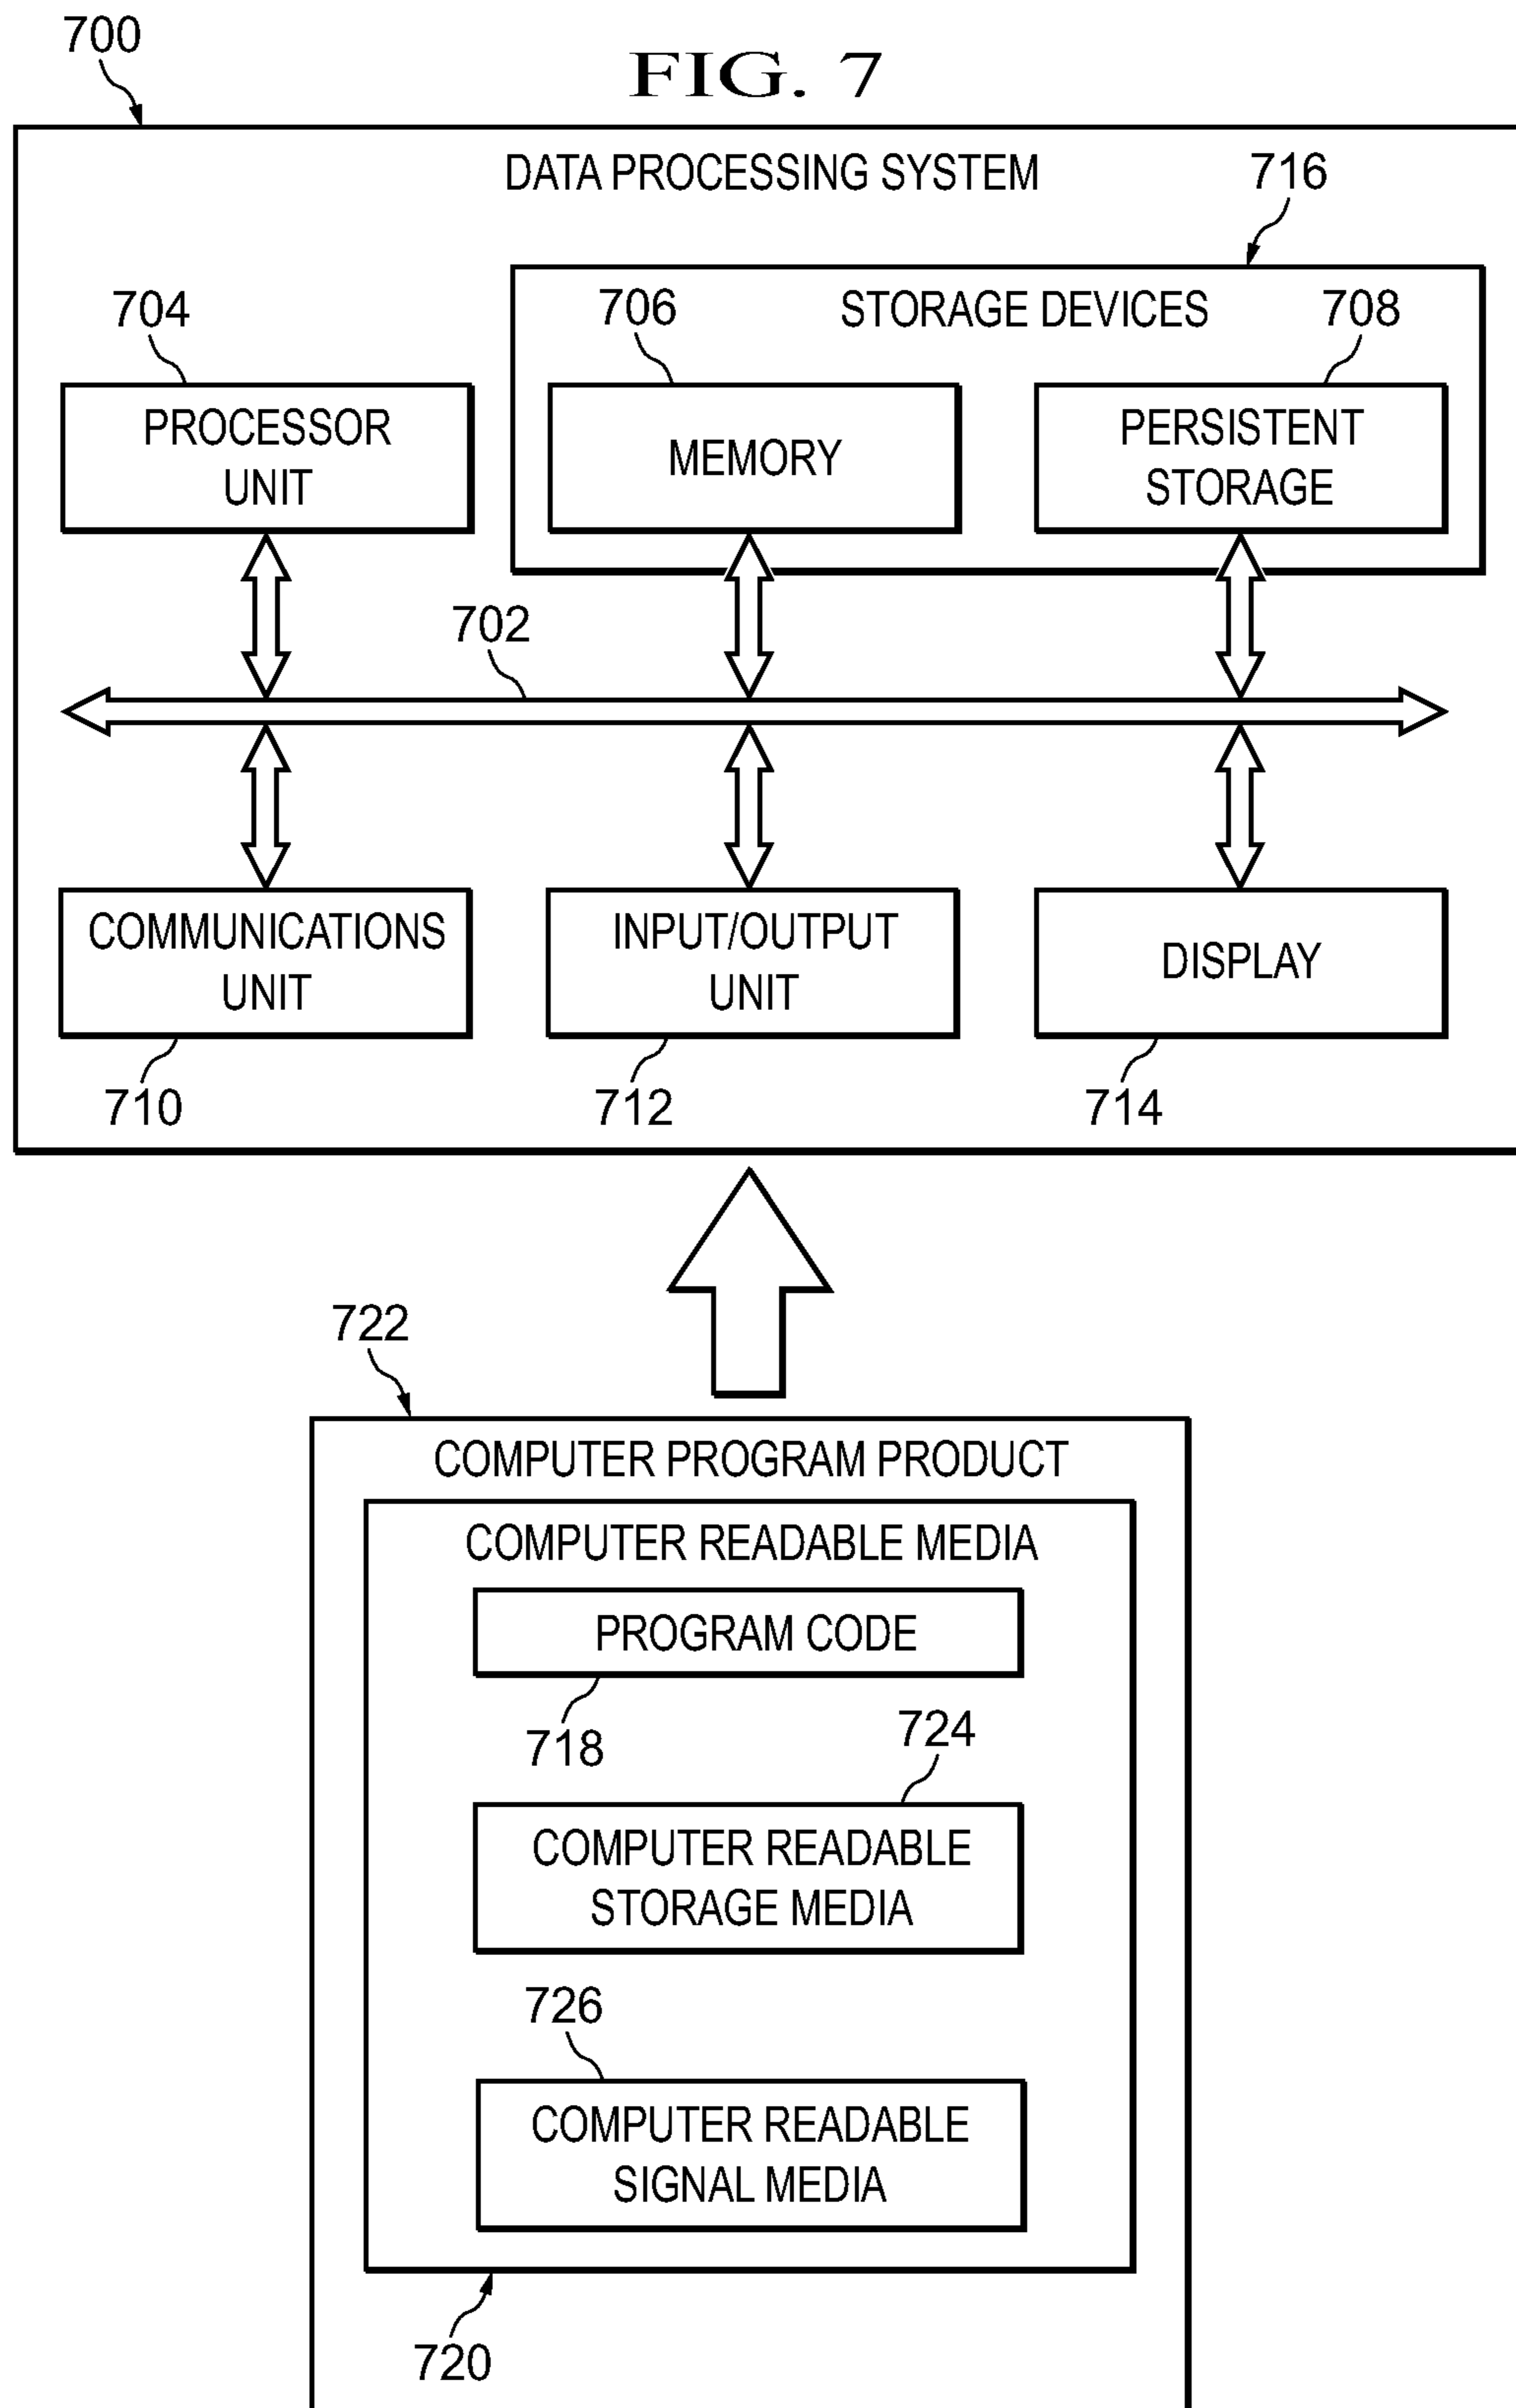 700
FIG. 7
DATA PROCESSING SYSTEM
716
704
706
STORAGE DEVICES
708
PROCESSOR
UNIT
MEMORY
PERSISTENT
STORAGE
702
COMMUNICATIONS
UNIT
INPUT/OUTPUT
UNIT
DISPLAY
710
712
714
722
COMPUTER PROGRAM PRODUCT
COMPUTER READABLE MEDIA
PROGRAM CODE
718
724
COMPUTER READABLE
STORAGE MEDIA
726
COMPUTER READABLE
SIGNAL MEDIA
720